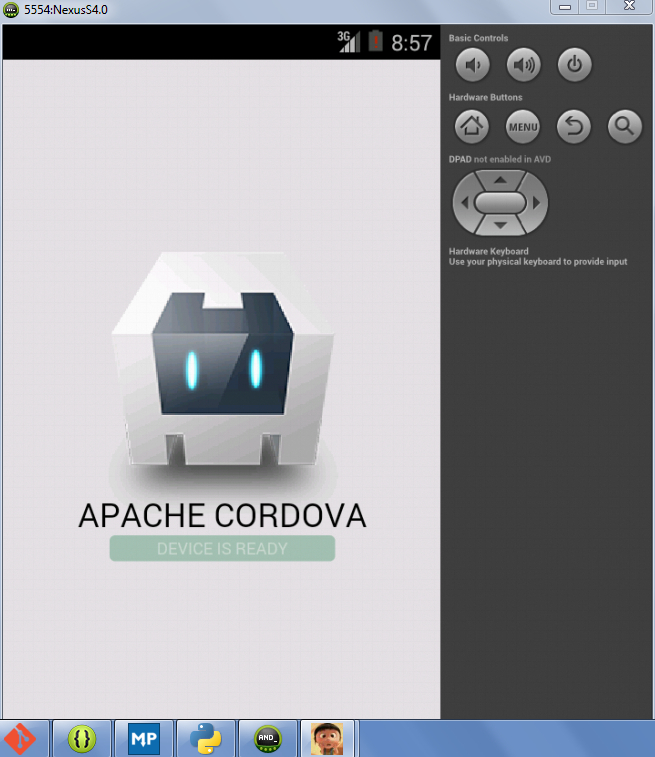 5554:NexusS4.0
3G
8:57
Basic Controls
Hardware Buttons
MENU
DPAD not enabled in AVD
Hardware Keyboard
Use your physical keyboard to provide input
APACHE CORDOVA
DEVICE IS READY
MP
AND_